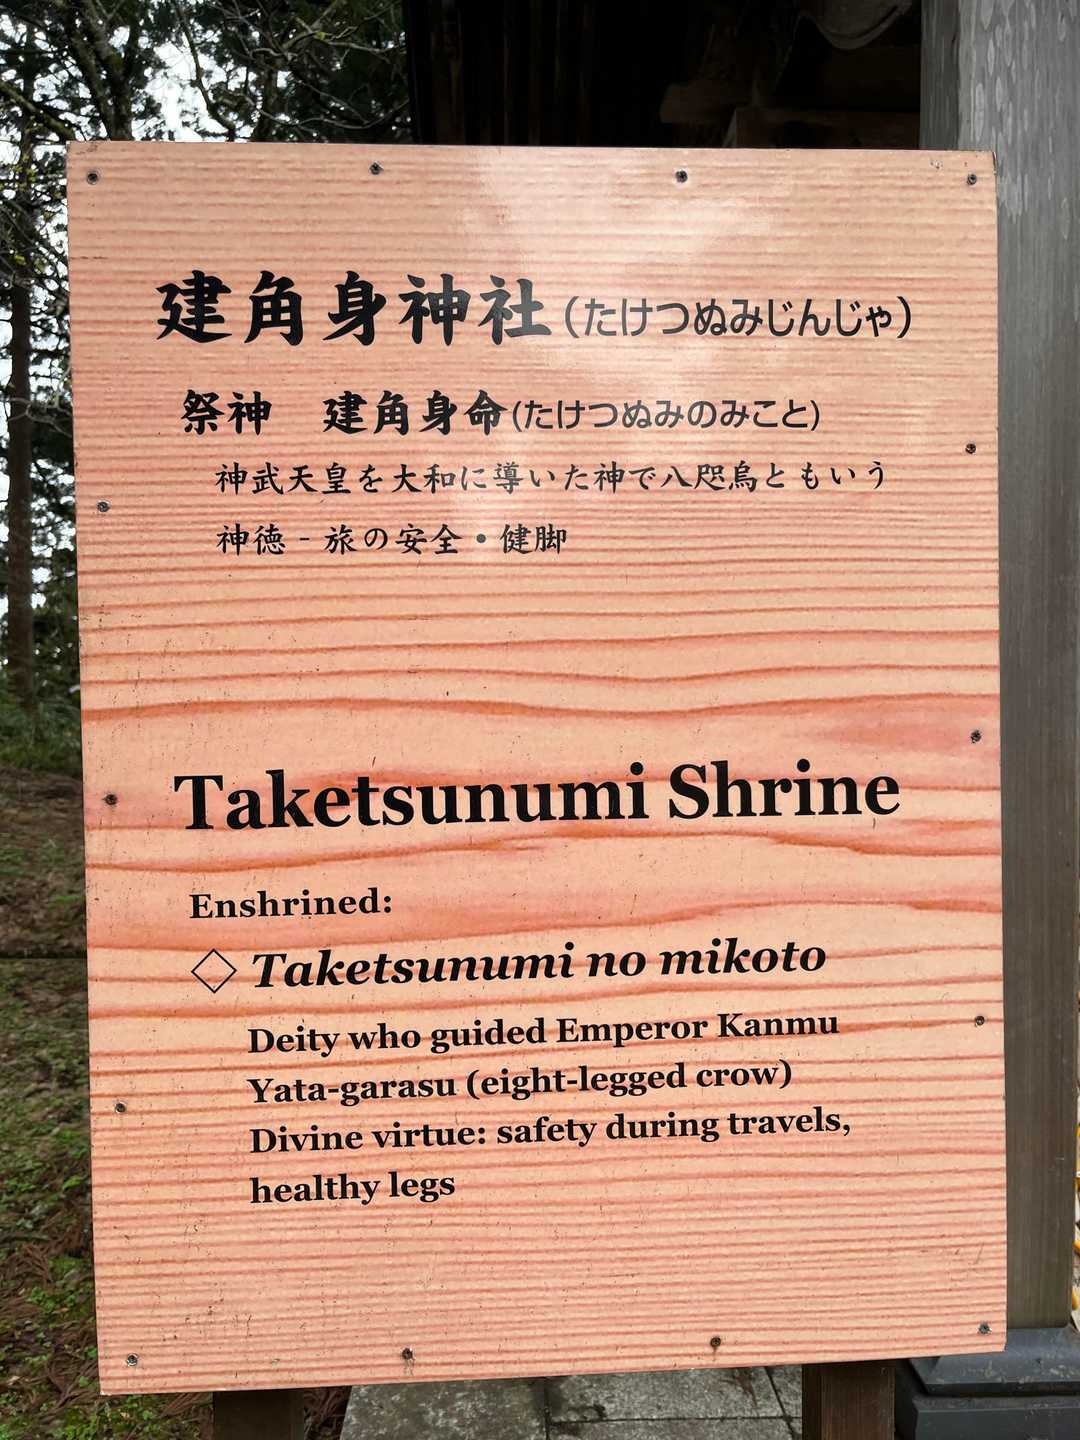 建角身神社(たけつぬみじんじゃ)
祭神 建角身命(たけつぬみのみこと)
神武天皇を大和に導いた神で八咫烏ともいう
神徳 - 旅の安全・健脚
Taketsunumi Shrine
Enshrined:
◇ Taketsunumi no mikoto
Deity who guided Emperor Kanmu
Yata-garasu (eight-legged crow)
Divine virtue: safety during travels,
healthy legs